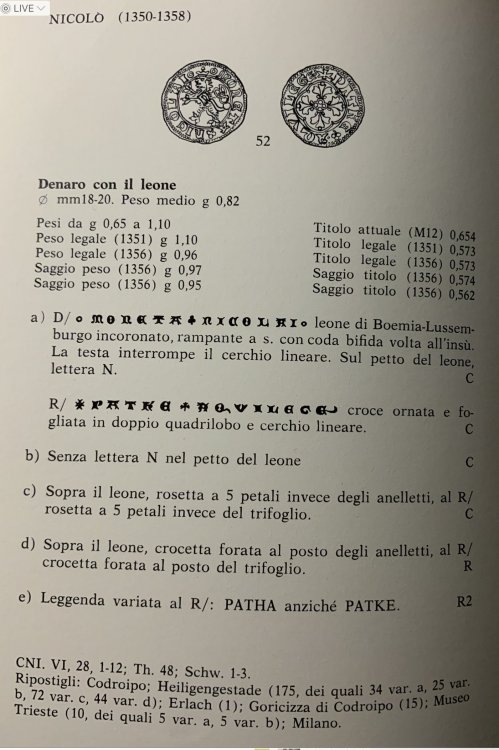 LIVE
NICOLÒ (1350-1358)
52
Denaro con il leone
∅ mm18-20. Peso medio g 0,82
Pesi da g 0,65 a 1,10
Peso legale (1351) g 1,10
Peso legale (1356) g 0,96
Saggio peso (1356) g 0,97
Saggio peso (1356) g 0,95
Titolo attuale (M12) 0,654
Titolo legale (1351) 0,573
Titolo legale (1356) 0,573
Saggio titolo (1356) 0,574
Saggio titolo (1356) 0,562
a) D/ ∘ MONETA ✦ NICOLAI ∘ leone di Boemia-Lussem-
burgo incoronato, rampante a s. con coda bifida volta all'insù.
La testa interrompe il cerchio lineare. Sul petto del leone,
lettera N.
C
R/ ✱ PATKE ✦ AQVILEGE croce ornata e fo-
gliata in doppio quadrilobo e cerchio lineare.
C
b) Senza lettera N nel petto del leone C
c) Sopra il leone, rosetta a 5 petali invece degli anelletti, al R/
rosetta a 5 petali invece del trifoglio. C
d) Sopra il leone, crocetta forata al posto degli anelletti, al R/
crocetta forata al posto del trifoglio. R
e) Leggenda variata al R/: PATHA anziché PATKE. R2
CNI. VI, 28, 1-12; Th. 48; Schw. 1-3.
Ripostigli: Codroipo; Heiligengestade (175, dei quali 34 var. a, 25 var.
b, 72 var. c, 44 var. d); Erlach (1); Goricizza di Codroipo (15); Museo
Trieste (10, dei quali 5 var. a, 5 var. b); Milano.